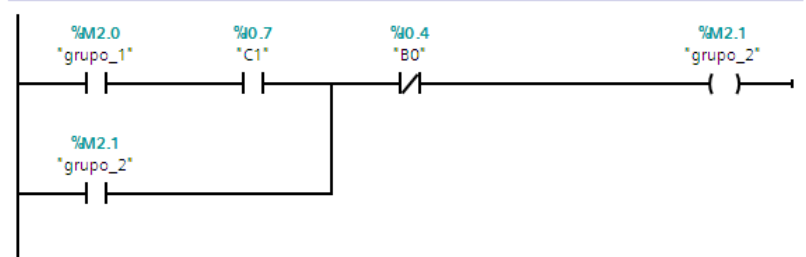 %M2.0 %I0.7 %I0.4 %M2.1
"grupo_1" "C1" "B0" "grupo_2"
%M2.1
"grupo_2"